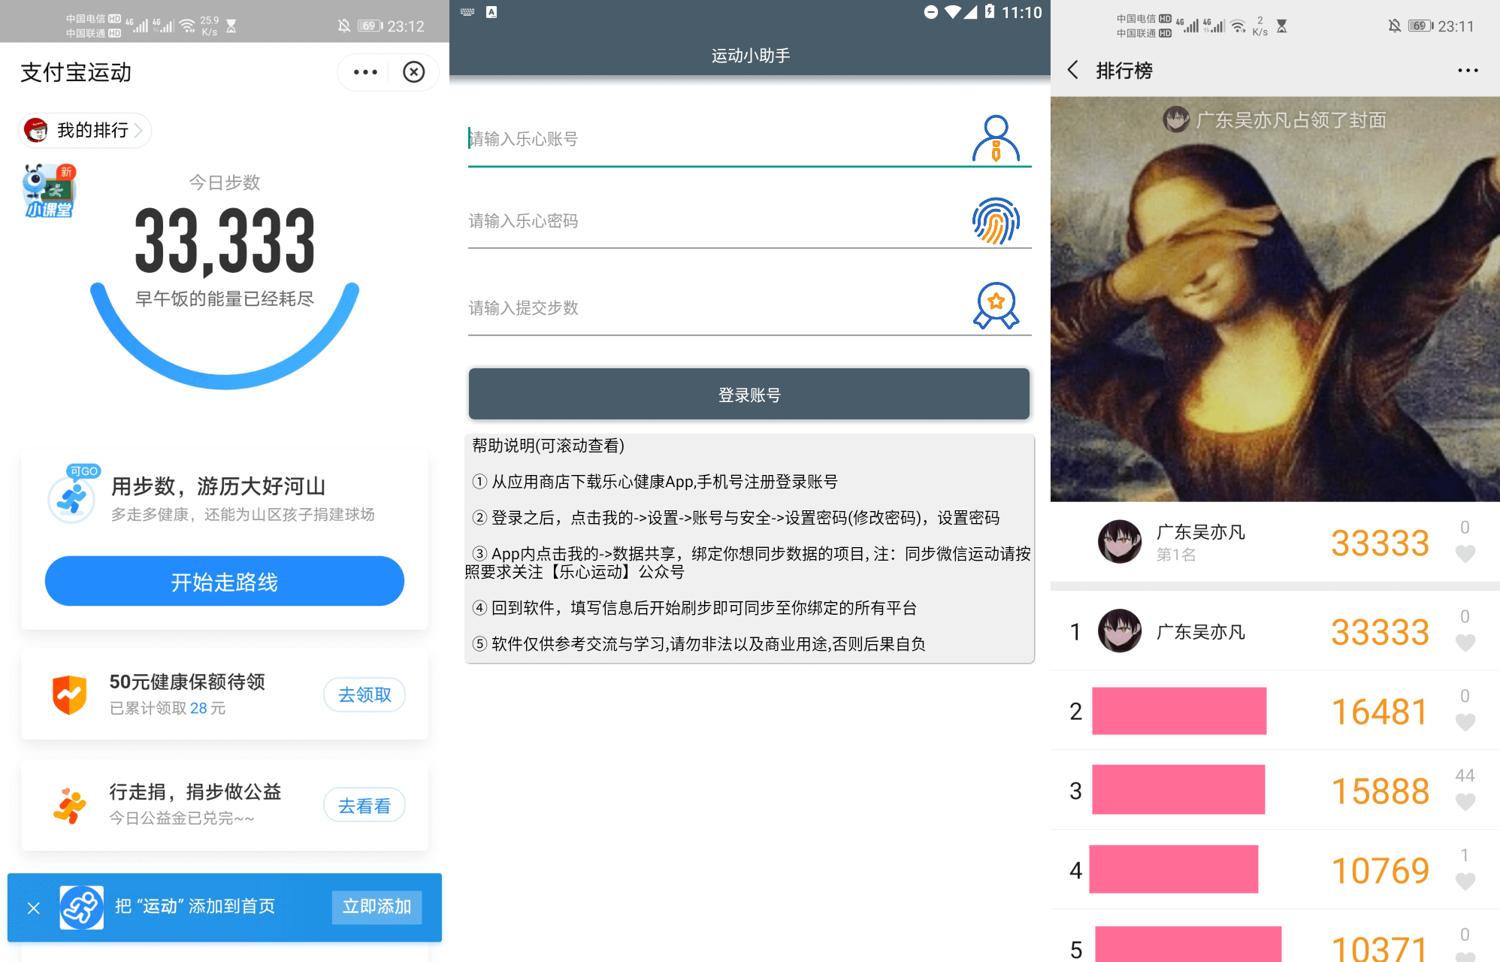 中国电信 HD
中国联通 HD
4G
4G
25.9
K/s
69
23:12
支付宝运动
我的排行
新
小课堂
今日步数
33,333
早午饭的能量已经耗尽
可GO
用步数，游历大好河山
多走多健康，还能为山区孩子捐建球场
开始走路线
50元健康保额待领
已累计领取 28 元
去领取
行走捐，捐步做公益
今日公益金已兑完~~
去看看
把 “运动” 添加到首页
立即添加
A
11:10
运动小助手
请输入乐心账号
请输入乐心密码
请输入提交步数
登录账号
帮助说明(可滚动查看)
① 从应用商店下载乐心健康App,手机号注册登录账号
② 登录之后，点击我的->设置->账号与安全->设置密码(修改密码)，设置密码
③ App内点击我的->数据共享，绑定你想同步数据的项目, 注：同步微信运动请按
照要求关注【乐心运动】公众号
④ 回到软件，填写信息后开始刷步即可同步至你绑定的所有平台
⑤ 软件仅供参考交流与学习,请勿非法以及商业用途,否则后果自负
中国电信 HD
中国联通 HD
4G
4G
2
K/s
69
23:11
排行榜
广东吴亦凡占领了封面
广东吴亦凡
第1名
33333
0
1
广东吴亦凡
33333
0
2
16481
0
3
15888
44
4
10769
1
5
10371
0